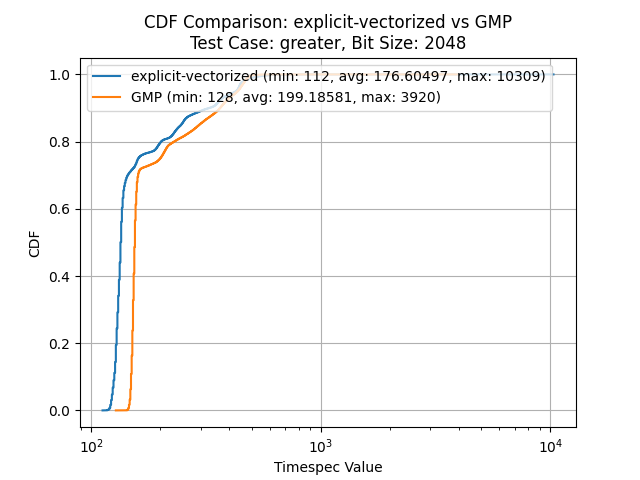 CDF Comparison: explicit-vectorized vs GMP
Test Case: greater, Bit Size: 2048
explicit-vectorized (min: 112, avg: 176.60497, max: 10309)
GMP (min: 128, avg: 199.18581, max: 3920)
1.0
0.8
0.6
0.4
0.2
0.0
CDF
10² 10³ 10⁴
Timespec Value